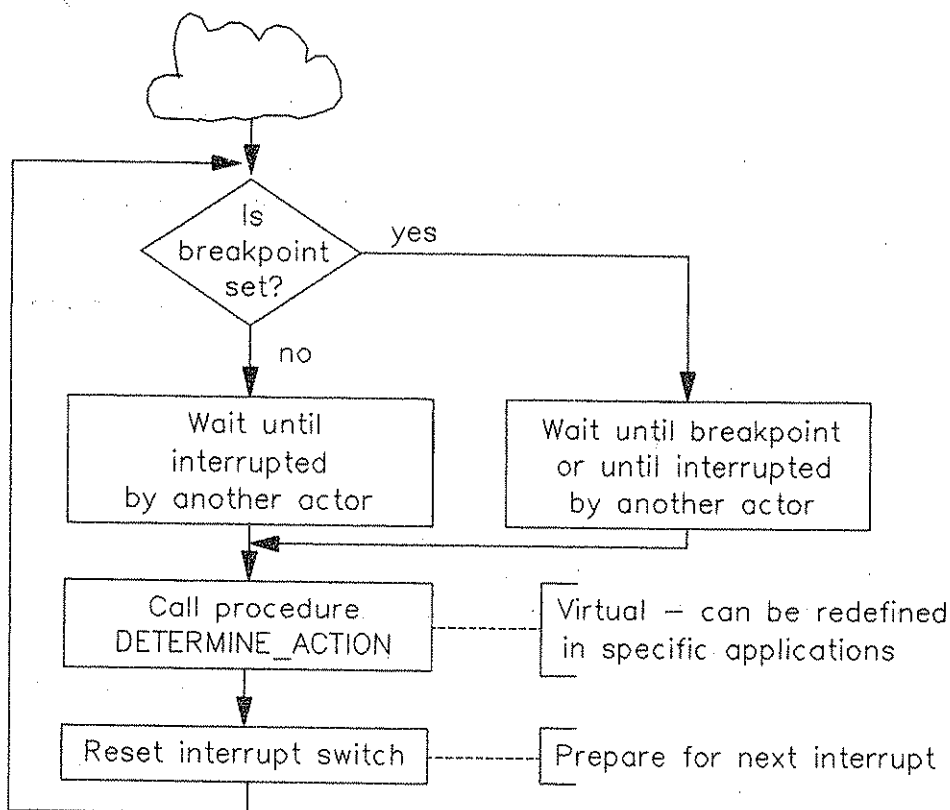 Is
breakpoint
set?
yes
no
Wait until
interrupted
by another actor
Wait until breakpoint
or until interrupted
by another actor
Call procedure
DETERMINE_ACTION
Virtual – can be redefined
in specific applications
Reset interrupt switch
Prepare for next interrupt